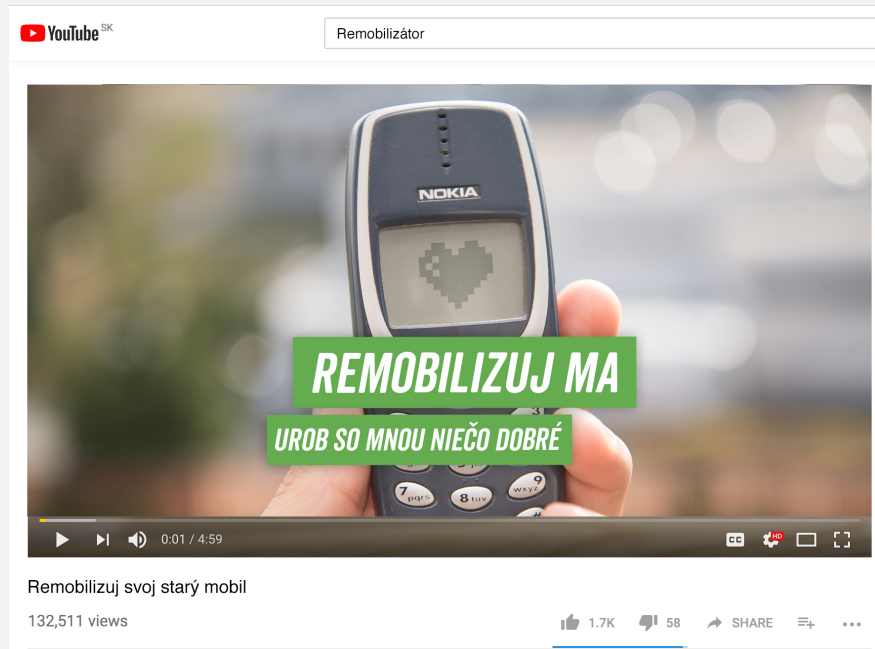 YouTube SK
Remobilizátor
NOKIA
REMOBILIZUJ MA
3
UROB SO MNOU NIEČO DOBRÉ
7 pqrs 8 tuv 9 wxyz
#
0:01 / 4:59
CC HD
Remobilizuj svoj starý mobil
132,511 views
1.7K 58 SHARE